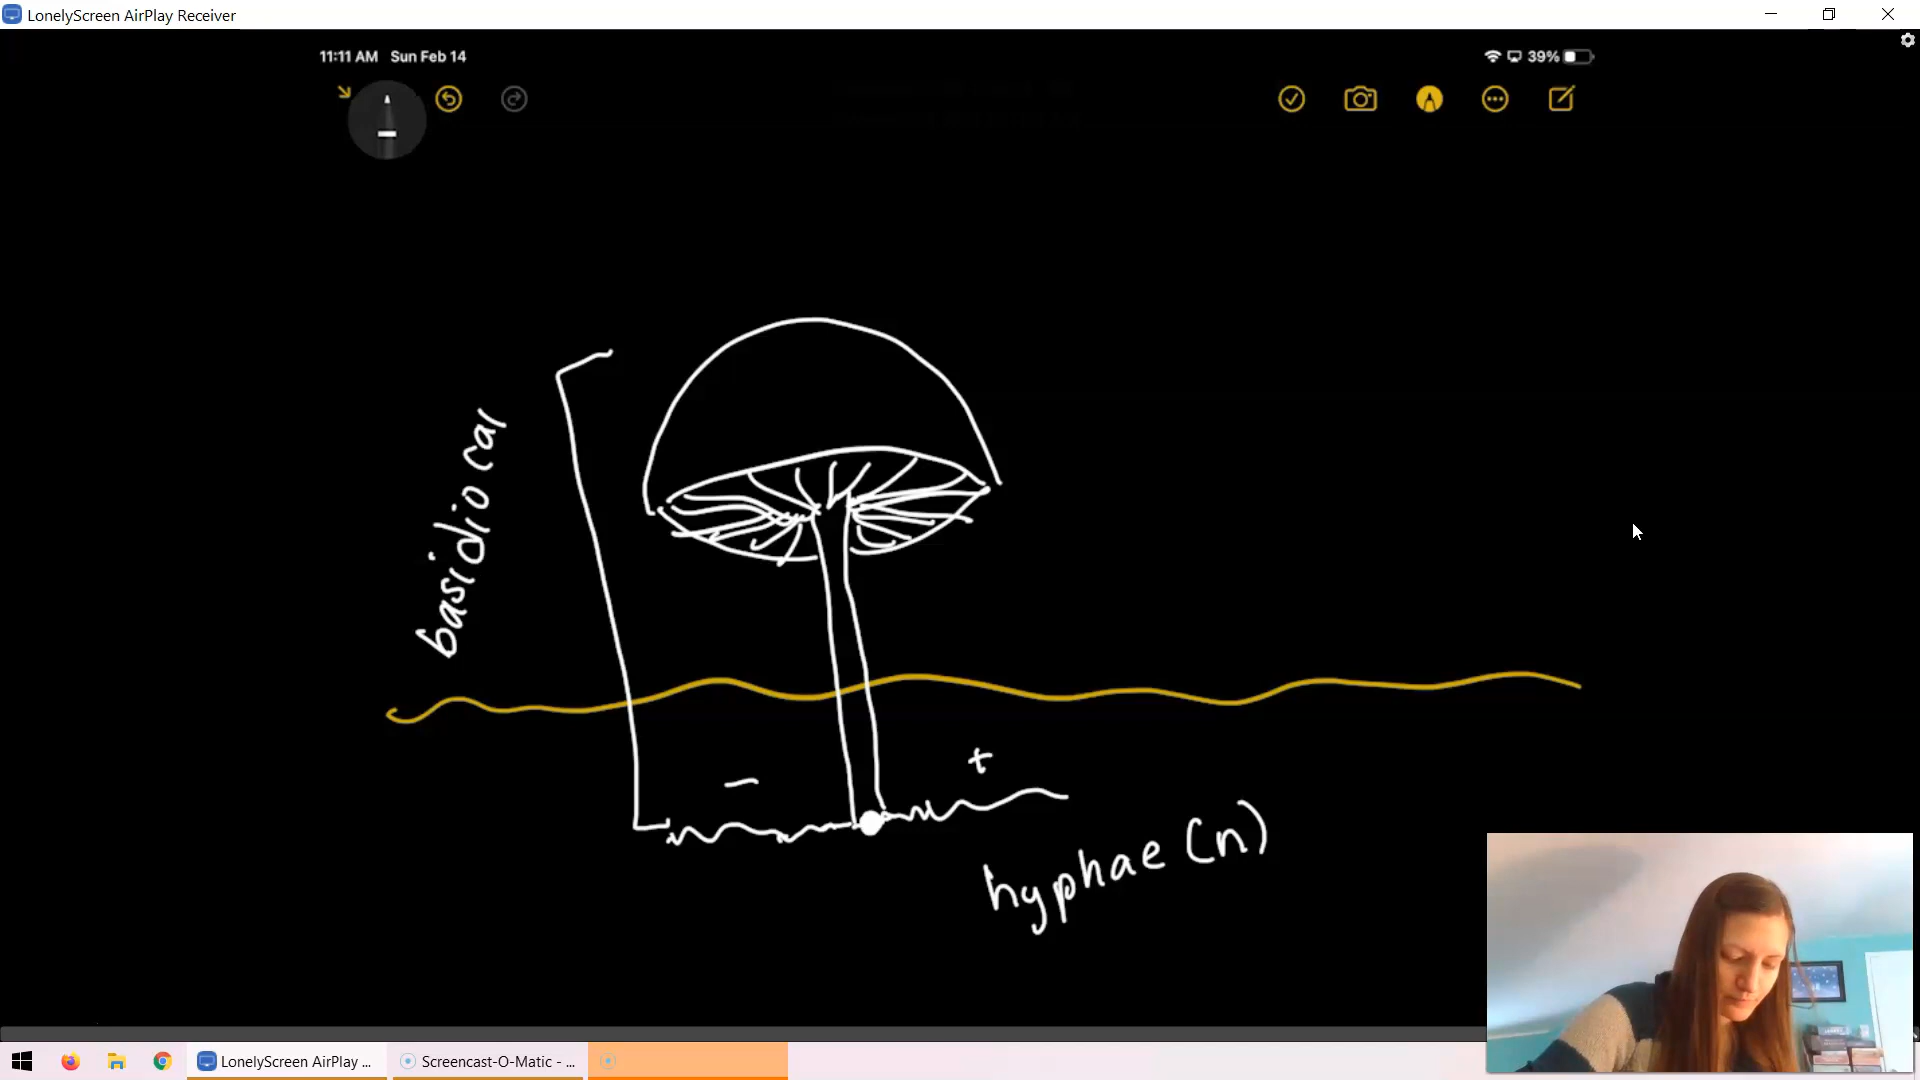 LonelyScreen AirPlay Receiver
11:11 AM Sun Feb 14
39%
basidiocar
−
+
hyphae (n)
LonelyScreen AirPlay ...
Screencast-O-Matic - ...